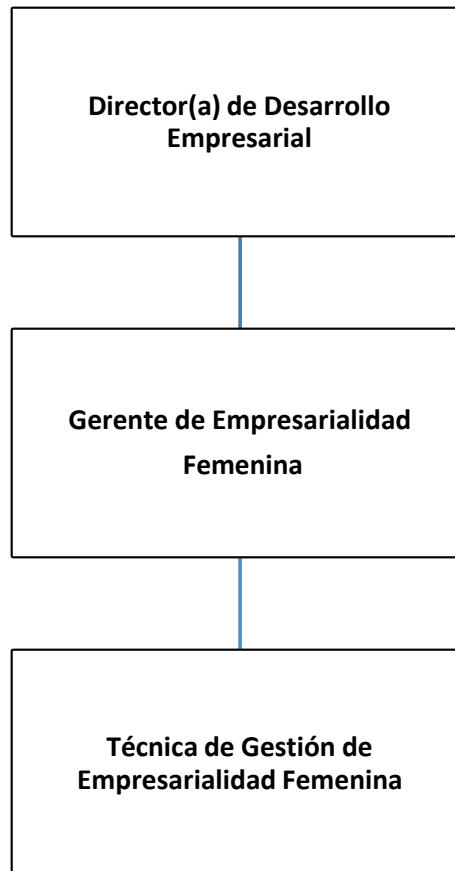 Director(a) de Desarrollo
Empresarial
Gerente de Empresarialidad
Femenina
Técnica de Gestión de
Empresarialidad Femenina